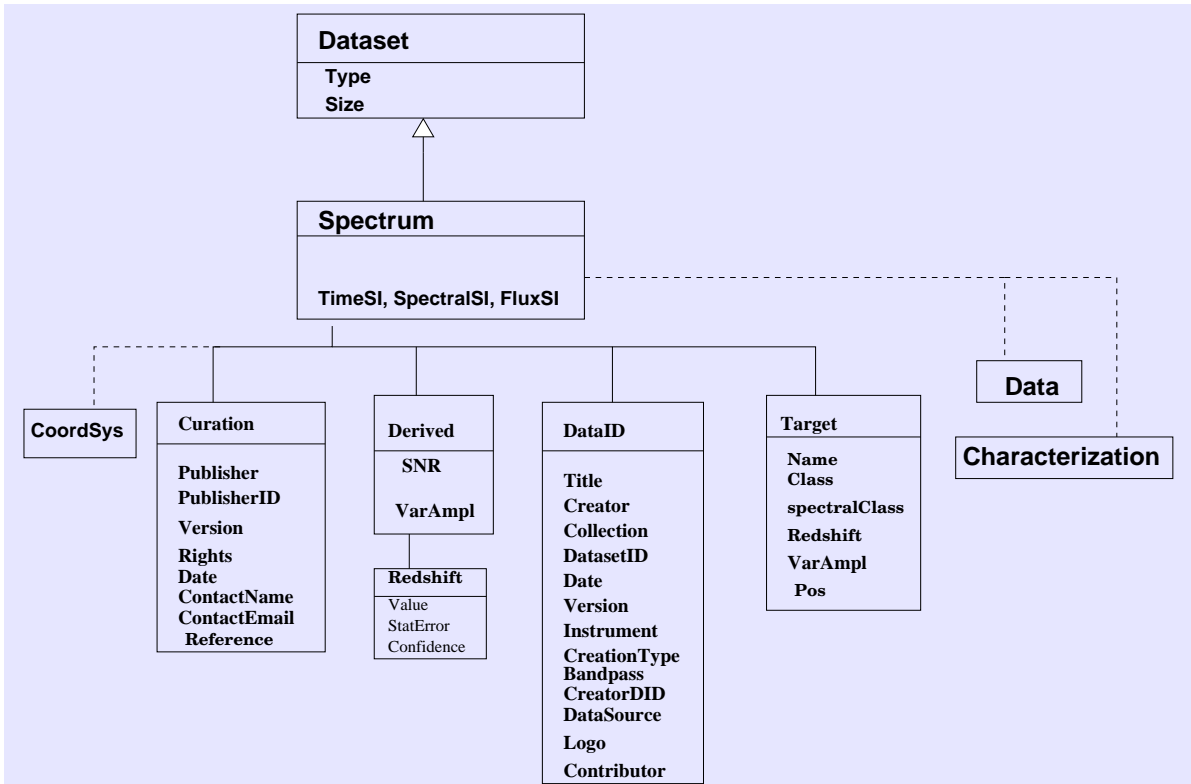 Dataset
Type
Size
Spectrum
TimeSI, SpectralSI, FluxSI
CoordSys
Curation
Publisher
PublisherID
Version
Rights
Date
ContactName
ContactEmail
Reference
Derived
SNR
VarAmpl
Redshift
Value
StatError
Confidence
DataID
Title
Creator
Collection
DatasetID
Date
Version
Instrument
CreationType
Bandpass
CreatorDID
DataSource
Logo
Contributor
Target
Name
Class
spectralClass
Redshift
VarAmpl
Pos
Data
Characterization